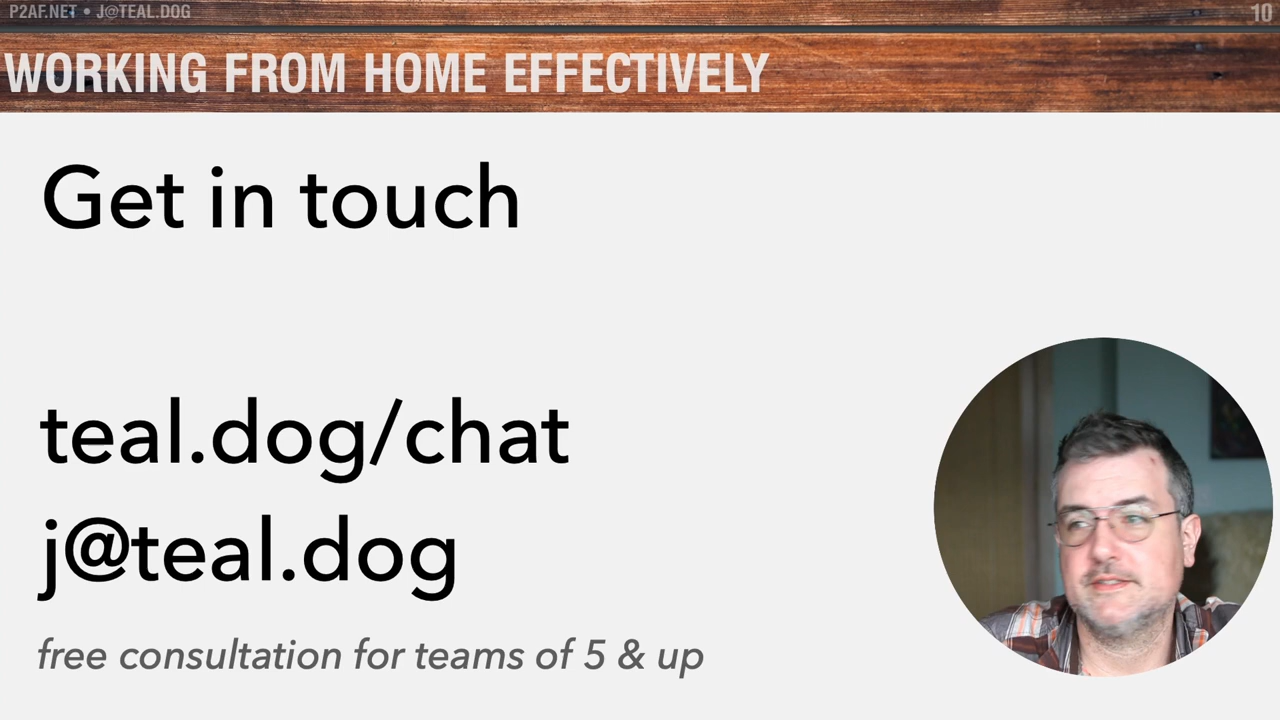 P2AF.NET • J@TEAL.DOG
10
WORKING FROM HOME EFFECTIVELY
Get in touch
teal.dog/chat
j@teal.dog
free consultation for teams of 5 & up